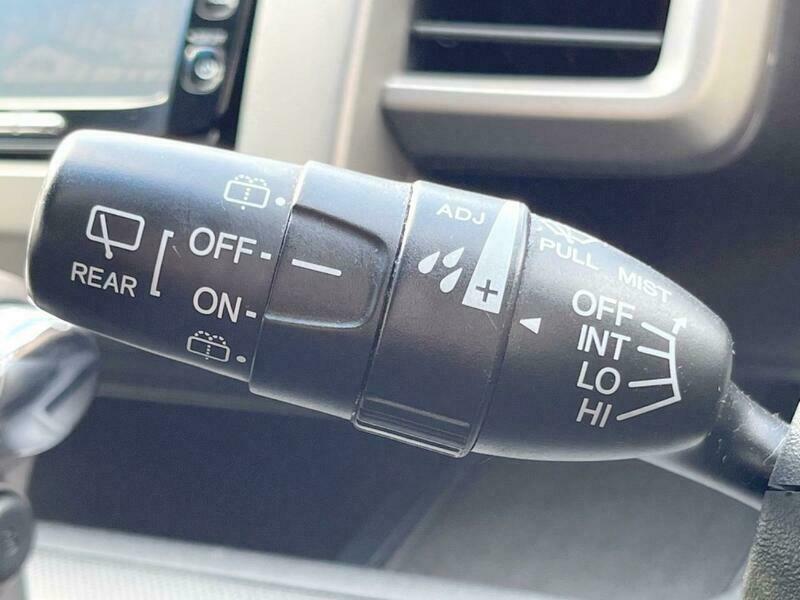 REAR
OFF
ON
ADJ
+
PULL
MIST
OFF
INT
LO
HI